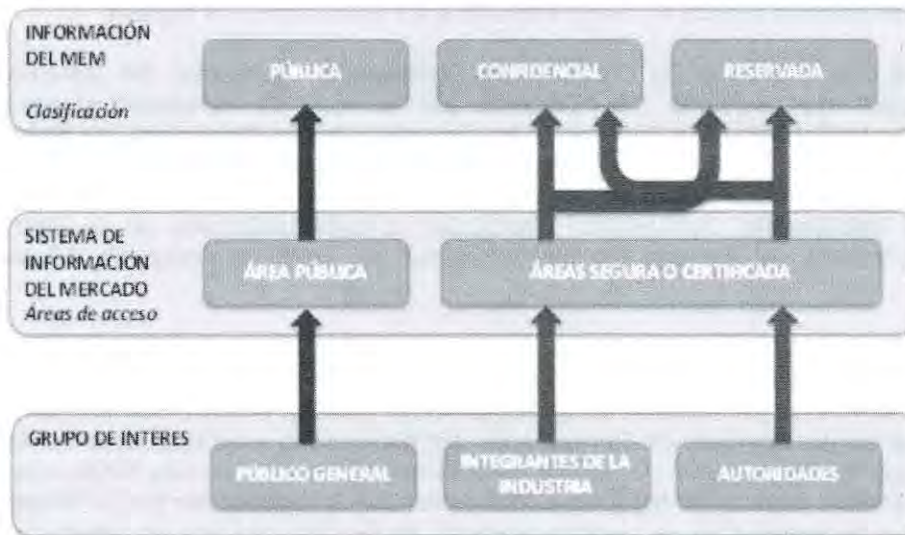 INFORMACIÓN
DEL MEM
Clasificación
PÚBLICA
CONFIDENCIAL
RESERVADA
SISTEMA DE
INFORMACIÓN
DEL MERCADO
Áreas de acceso
ÁREA PÚBLICA
ÁREAS SEGURA O CERTIFICADA
GRUPO DE INTERES
PÚBLICO GENERAL
INTEGRANTES DE LA
INDUSTRIA
AUTORIDADES